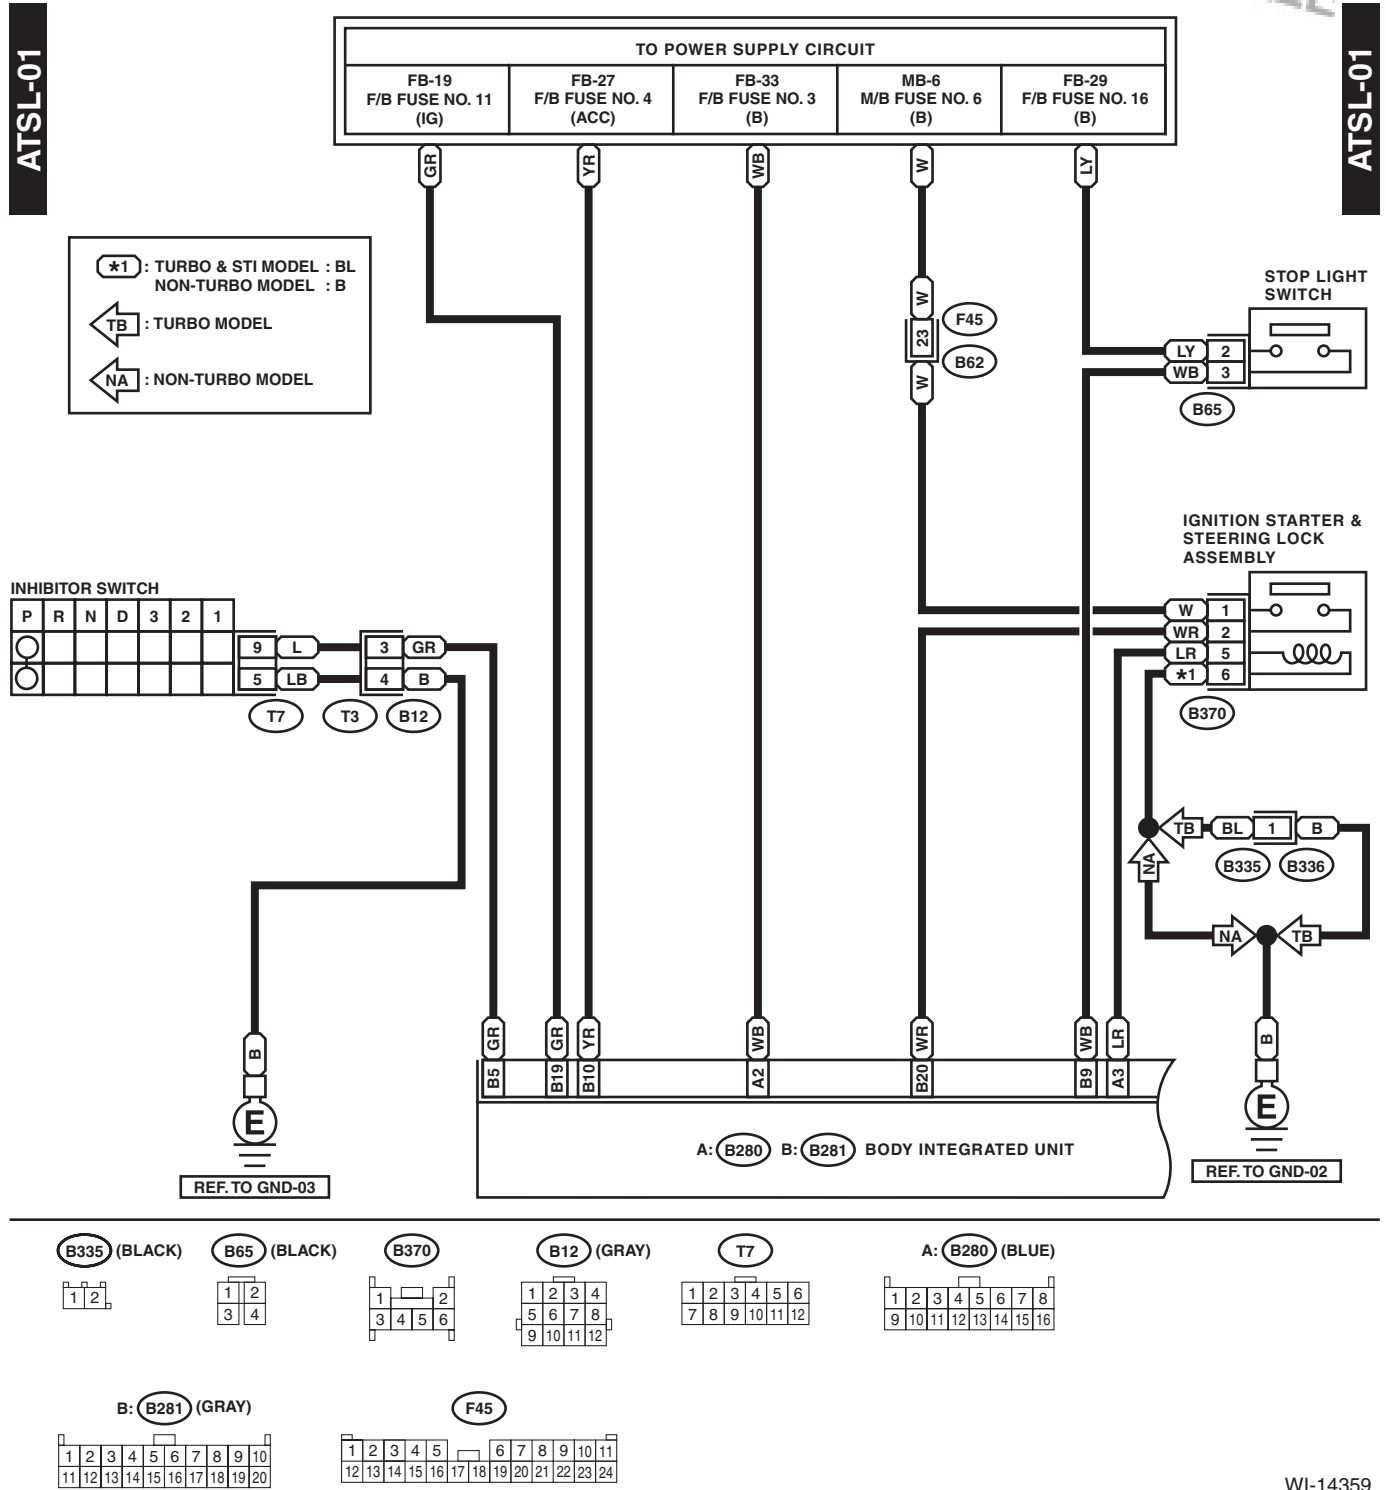 ATSL-01
ATSL-01
TO POWER SUPPLY CIRCUIT
FB-19
F/B FUSE NO. 11
(IG)
FB-27
F/B FUSE NO. 4
(ACC)
FB-33
F/B FUSE NO. 3
(B)
MB-6
M/B FUSE NO. 6
(B)
FB-29
F/B FUSE NO. 16
(B)
GR
YR
WB
W
LY
*1 : TURBO & STI MODEL : BL
NON-TURBO MODEL : B
TB : TURBO MODEL
NA : NON-TURBO MODEL
W
23
W
F45
B62
STOP LIGHT
SWITCH
LY 2
WB 3
B65
IGNITION STARTER &
STEERING LOCK
ASSEMBLY
W 1
WR 2
LR 5
*1 6
B370
INHIBITOR SWITCH
P R N D 3 2 1
9 L 3 GR
5 LB 4 B
T7 T3 B12
TB BL 1 B
B335 B336
NA
NA TB
B
E
REF. TO GND-03
GR GR YR WB WR WB LR
B5 B19 B10 A2 B20 B9 A3
A: B280 B: B281 BODY INTEGRATED UNIT
B
E
REF. TO GND-02
B335 (BLACK)
1 2
B65 (BLACK)
1 2
3 4
B370
1 2
3 4 5 6
B12 (GRAY)
1 2 3 4
5 6 7 8
9 10 11 12
T7
1 2 3 4 5 6
7 8 9 10 11 12
A: B280 (BLUE)
1 2 3 4 5 6 7 8
9 10 11 12 13 14 15 16
B: B281 (GRAY)
1 2 3 4 5 6 7 8 9 10
11 12 13 14 15 16 17 18 19 20
F45
1 2 3 4 5 6 7 8 9 10 11
12 13 14 15 16 17 18 19 20 21 22 23 24
WI-14359